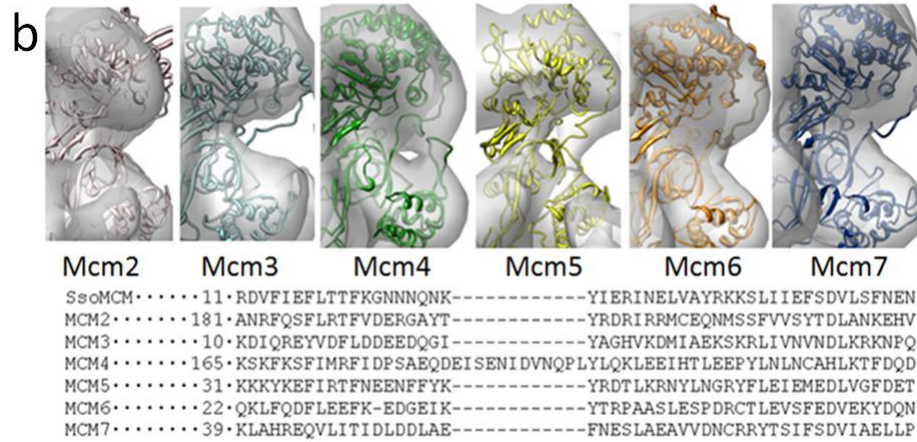 b
Mcm2 Mcm3 Mcm4 Mcm5 Mcm6 Mcm7
SsoMCM·······11·RDVFIEFLTTFKGNNNQNK-------------YIERINELVAYRKKSLIIEFSDVLSFNEN
MCM2········181·ANRFQSFLRTFVDERGAYT-------------YRDRIRRMCEQNMSSFVVSYTDLANKEHV
MCM3·········10·KDIQREYVDFLDDEEDQGI-------------YAGHVKDMIAEKSKRLIVNVNDLKRKNPQ
MCM4········165·KSKFKSFIMRFIDPSAEQDEISENIDVNQPLYLQKLEEIHTLEEPYLNLNCAHLKTFDQD
MCM5·········31·KKKYKEFIRTFNEENFFYK-------------YRDTLKRNYLNGRYFLEIEMEDLVGFDET
MCM6·········22·QKLFQDFLEEFK-EDGEIK-------------YTRPAASLESPDRCTLEVSFEDVEKYDQN
MCM7·········39·KLAHREQVLITIDLDDLAE-------------FNESLAEAVVDNCRRYTSIFSDVIAELLP